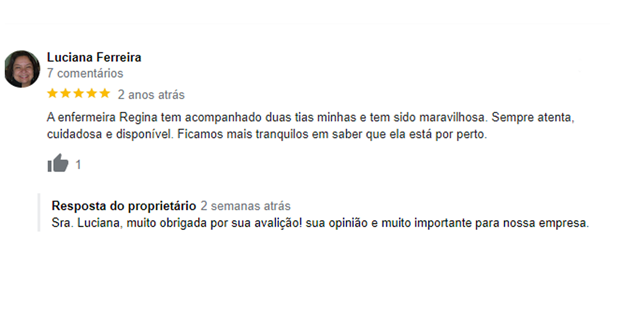 Luciana Ferreira
7 comentários
2 anos atrás
A enfermeira Regina tem acompanhado duas tias minhas e tem sido maravilhosa. Sempre atenta,
cuidadosa e disponível. Ficamos mais tranquilos em saber que ela está por perto.
1
Resposta do proprietário 2 semanas atrás
Sra. Luciana, muito obrigada por sua avalição! sua opinião e muito importante para nossa empresa.